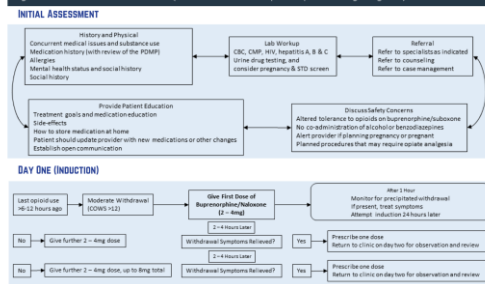 INITIAL ASSESSMENT
History and Physical
Concurrent medical issues and substance use
Medication history (with review of the PDMP)
Allergies
Mental health status and social history
Social history
Lab Workup
CBC, CMP, HIV, hepatitis A, B & C
Urine drug testing, and
consider pregnancy & STD screen
Referral
Refer to specialists as indicated
Refer to counseling
Refer to case management
Provide Patient Education
Treatment goals and medication education
Side-effects
How to store medication at home
Patient should update provider with new medications or other changes
Establish open communication
Discuss Safety Concerns
Altered tolerance to opioids on buprenorphine/suboxone
No co-administration of alcohol or benzodiazepines
Alert provider if planning pregnancy or pregnant
Planned procedures that may require opiate analgesia
DAY ONE (INDUCTION)
Last opioid use
>6-12 hours ago
Moderate Withdrawal
(COWS >12)
Give First Dose of
Buprenorphine/Naloxone
(2 – 4mg)
After 1 Hour
Monitor for precipitated withdrawal
If present, treat symptoms
Attempt induction 24 hours later
2 – 4 Hours Later
No
Give further 2 – 4mg dose
Withdrawal Symptoms Relieved?
Yes
Prescribe one dose
Return to clinic on day two for observation and review
2 – 4 Hours Later
No
Give further 2 – 4mg dose, up to 8mg total
Withdrawal Symptoms Relieved?
Yes
Prescribe one dose
Return to clinic on day two for observation and review